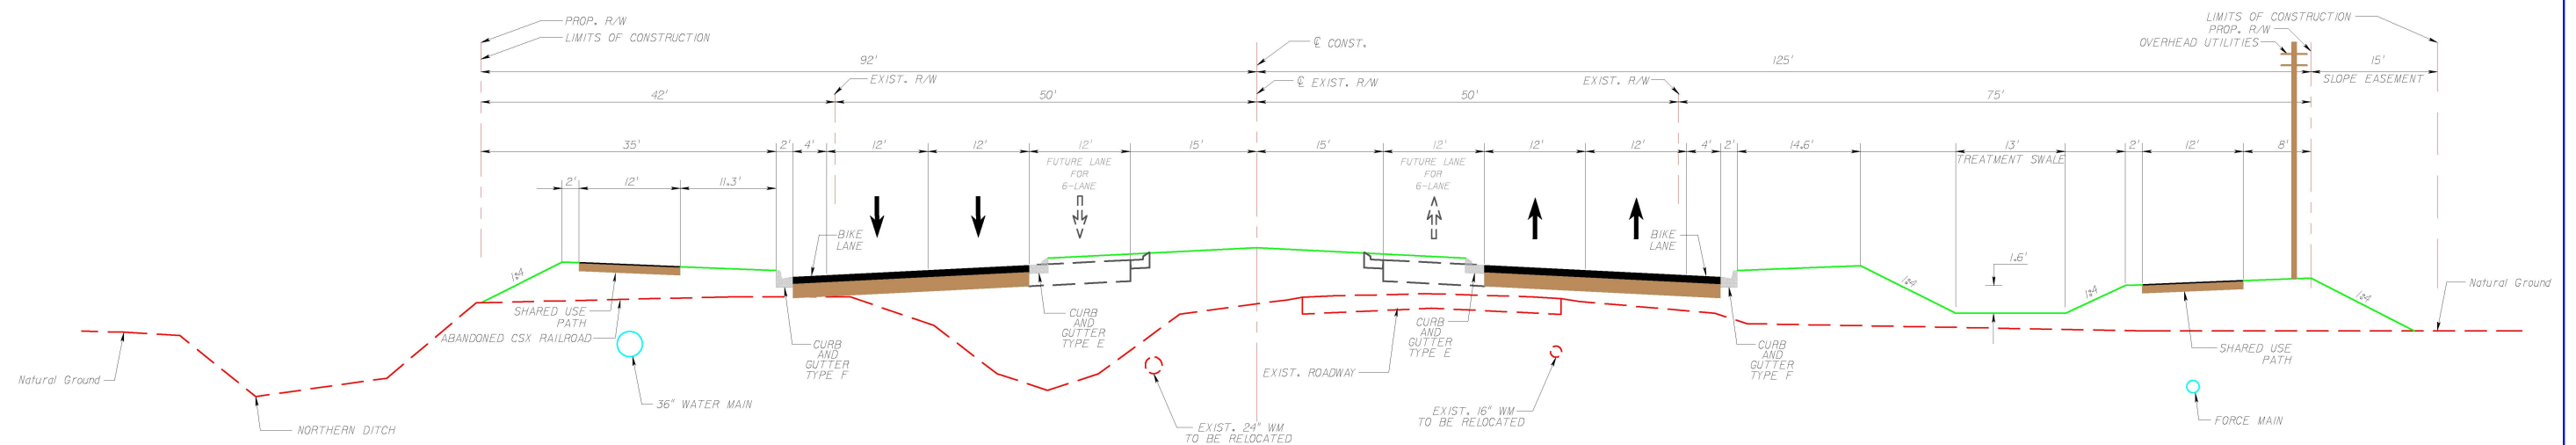 PROP. R/W
LIMITS OF CONSTRUCTION
℄ CONST.
LIMITS OF CONSTRUCTION
PROP. R/W
OVERHEAD UTILITIES
92'
125'
15'
EXIST. R/W
℄ EXIST. R/W
EXIST. R/W
SLOPE EASEMENT
42'
50'
50'
75'
35'
2'
4'
12'
12'
12'
15'
15'
12'
12'
12'
4'
2'
14.6'
13'
2'
12'
8'
FUTURE LANE
FOR
6-LANE
FUTURE LANE
FOR
6-LANE
TREATMENT SWALE
2'
12'
11.3'
BIKE
LANE
BIKE
LANE
1.6'
1:4
1:4
1:4
1:4
Natural Ground
SHARED USE
PATH
ABANDONED CSX RAILROAD
CURB
AND
GUTTER
TYPE F
CURB
AND
GUTTER
TYPE E
CURB
AND
GUTTER
TYPE E
CURB
AND
GUTTER
TYPE F
SHARED USE
PATH
EXIST. ROADWAY
Natural Ground
36" WATER MAIN
NORTHERN DITCH
EXIST. 24" WM
TO BE RELOCATED
EXIST. 16" WM
TO BE RELOCATED
FORCE MAIN